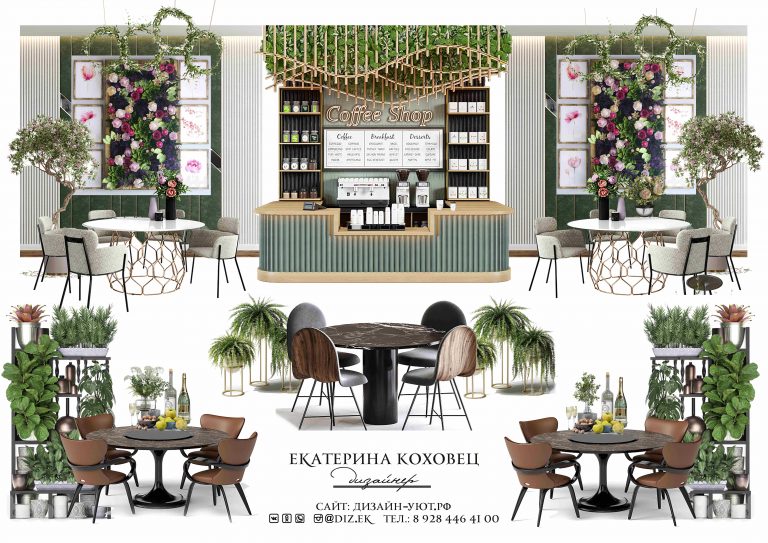 Coffee Shop
Coffee Breakfast Desserts
ЕКАТЕРИНА КОХОВЕЦ
дизайнер
САЙТ: ДИЗАЙН-УЮТ.РФ
@DIZ.EK ТЕЛ.: 8 928 446 41 00